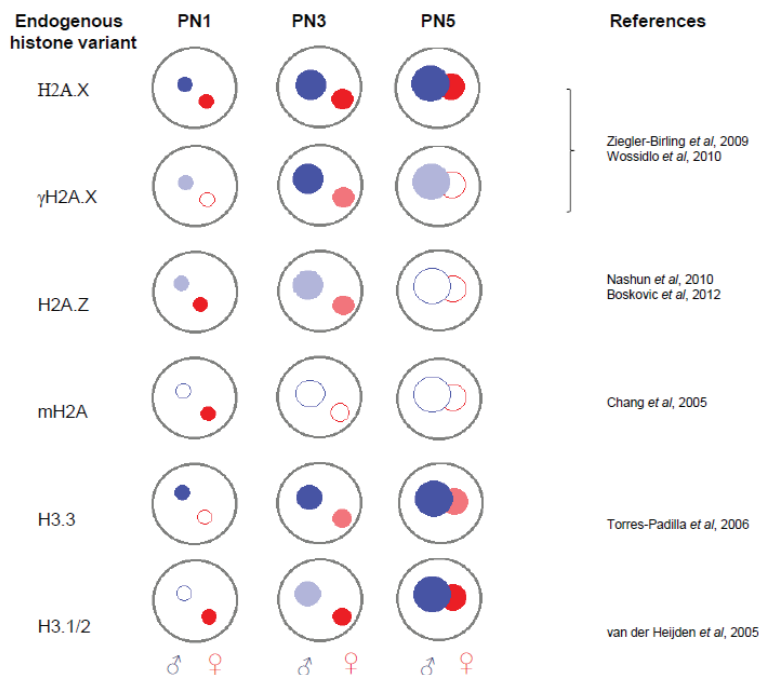 Endogenous histone variant PN1 PN3 PN5 References
H2A.X
Ziegler-Birling et al, 2009
Wossidlo et al, 2010
γH2A.X
H2A.Z
Nashun et al, 2010
Boskovic et al, 2012
mH2A
Chang et al, 2005
H3.3
Torres-Padilla et al, 2006
H3.1/2
van der Heijden et al, 2005
♂ ♀ ♂ ♀ ♂ ♀